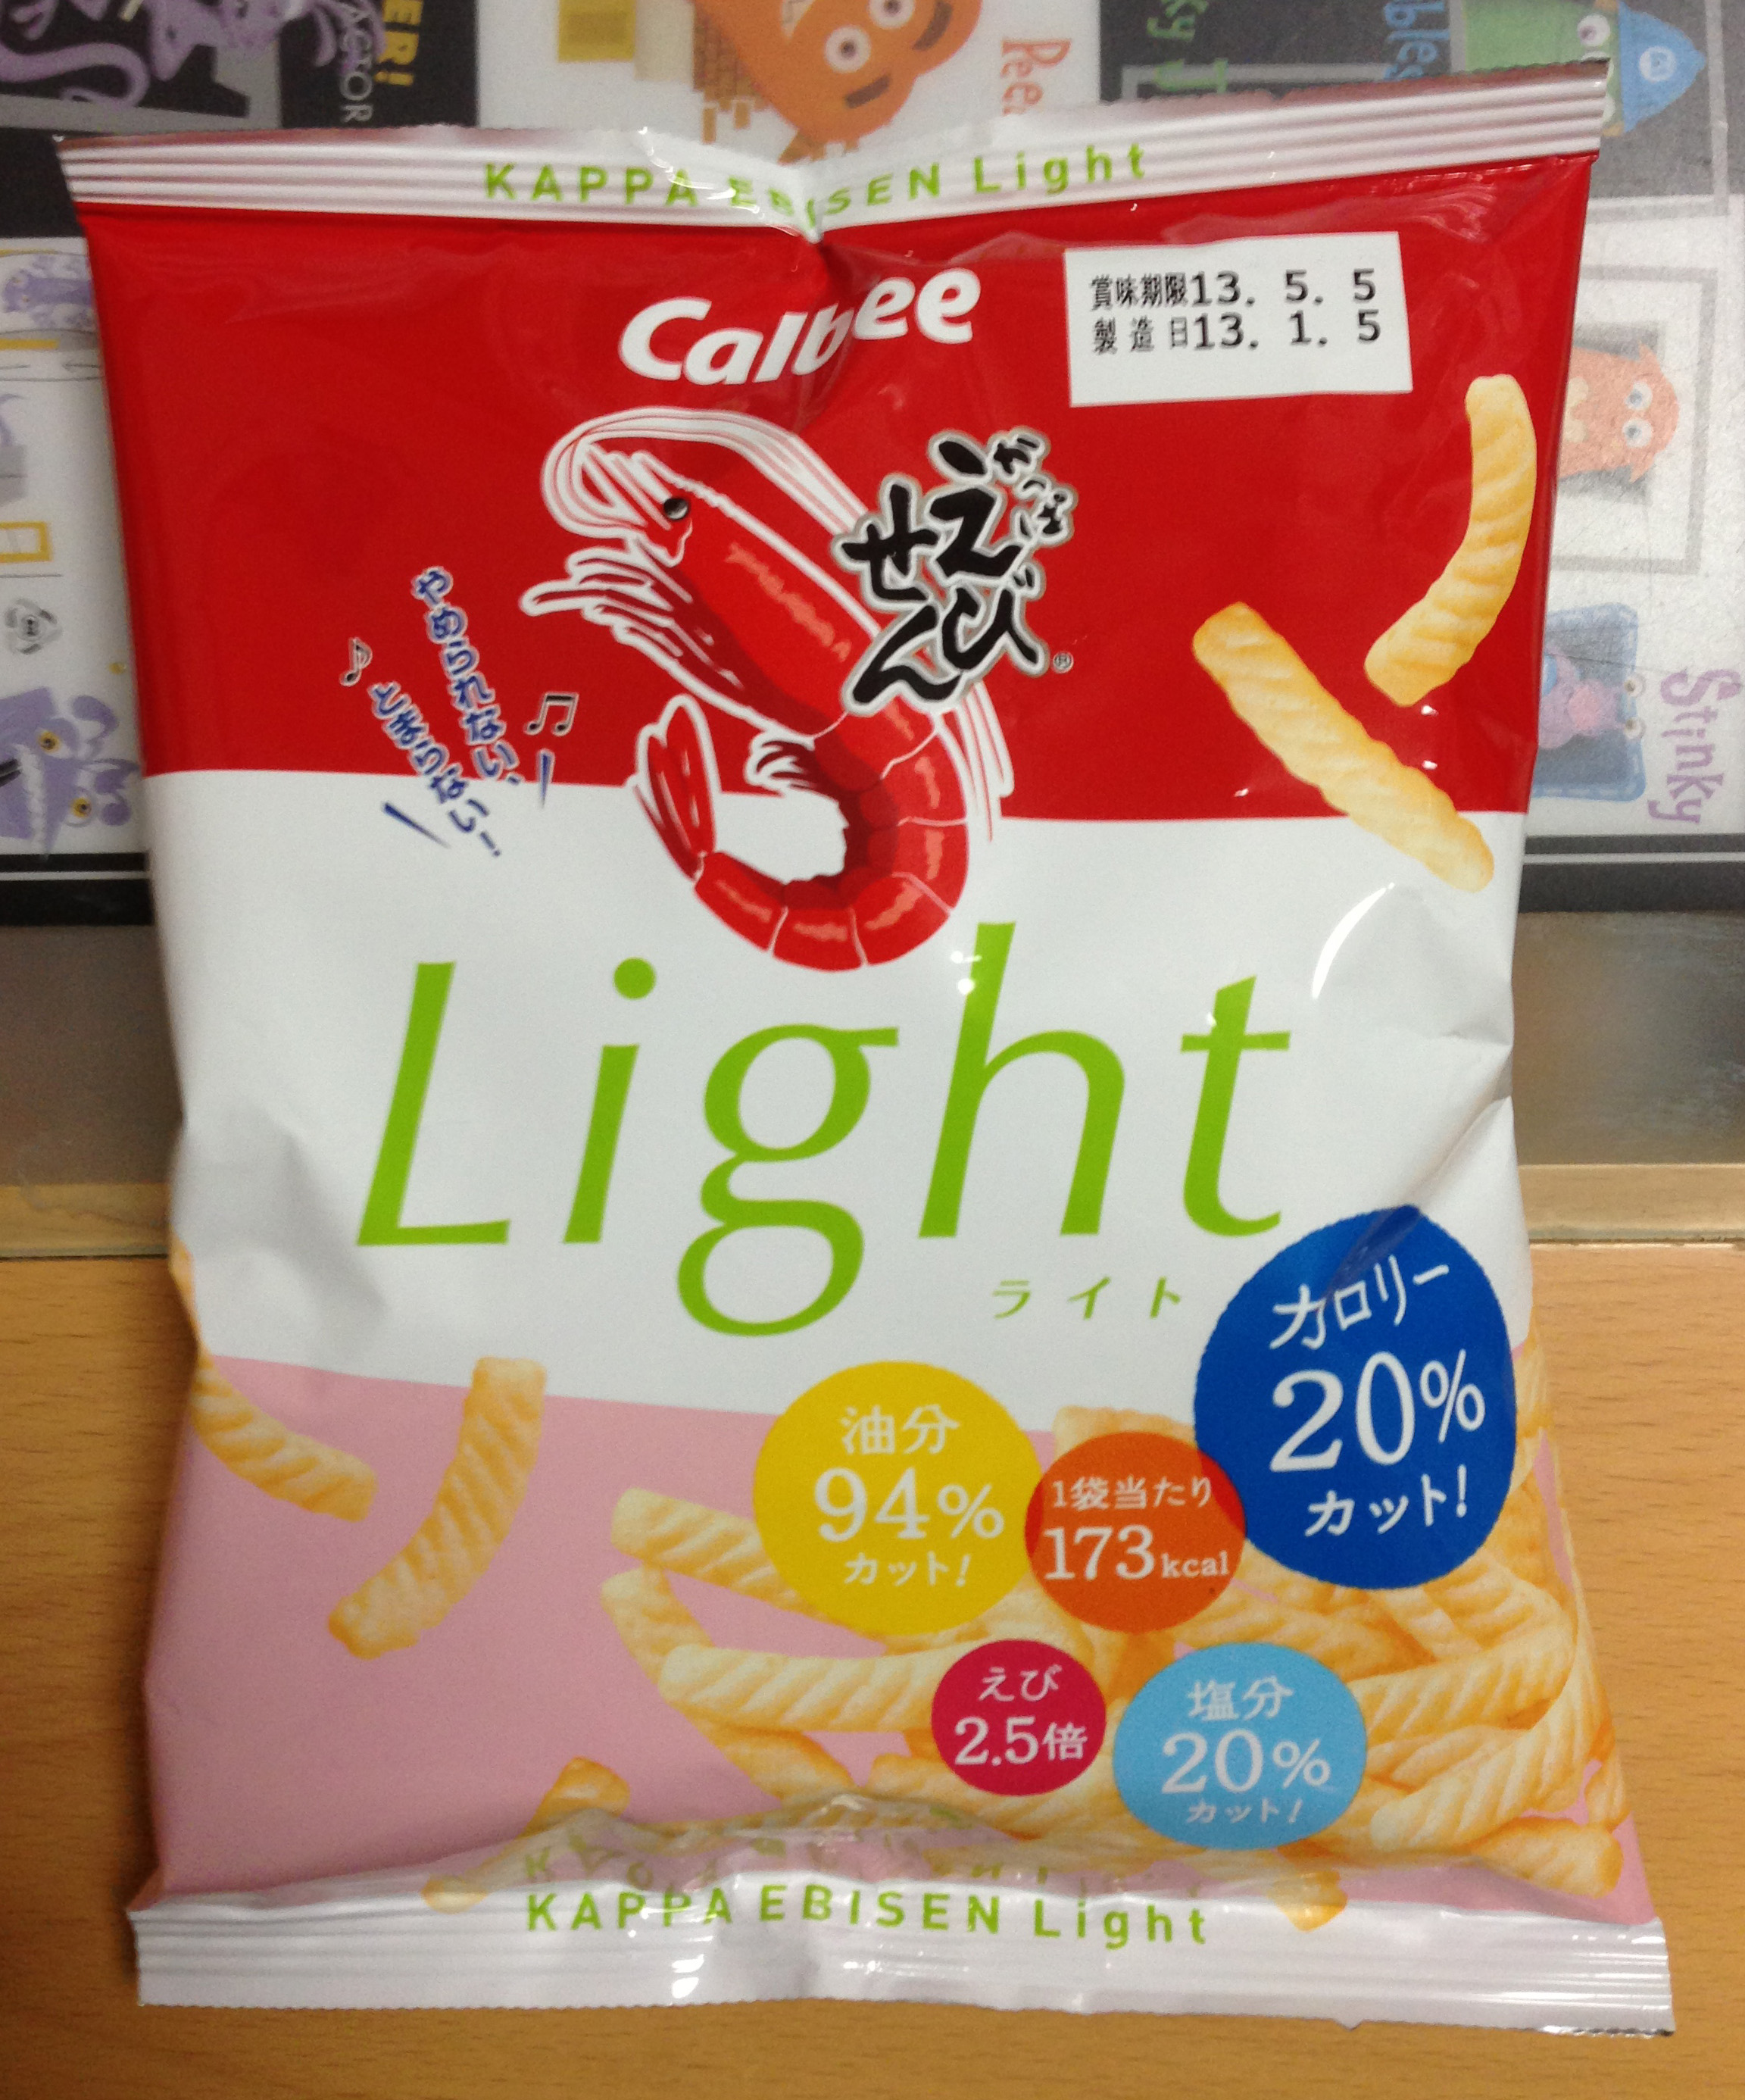 KAPPA EBISEN Light
Calbee
賞味期限13. 5. 5
製造日13. 1. 5
かっぱ
えび
せん
®
やめられない、
とまらない!
Light
ライト
カロリー
20%
カット!
油分
94%
カット!
1袋当たり
173kcal
えび
2.5倍
塩分
20%
カット!
KAPPA EBISEN Light
ER!
ACTOR
Stinky